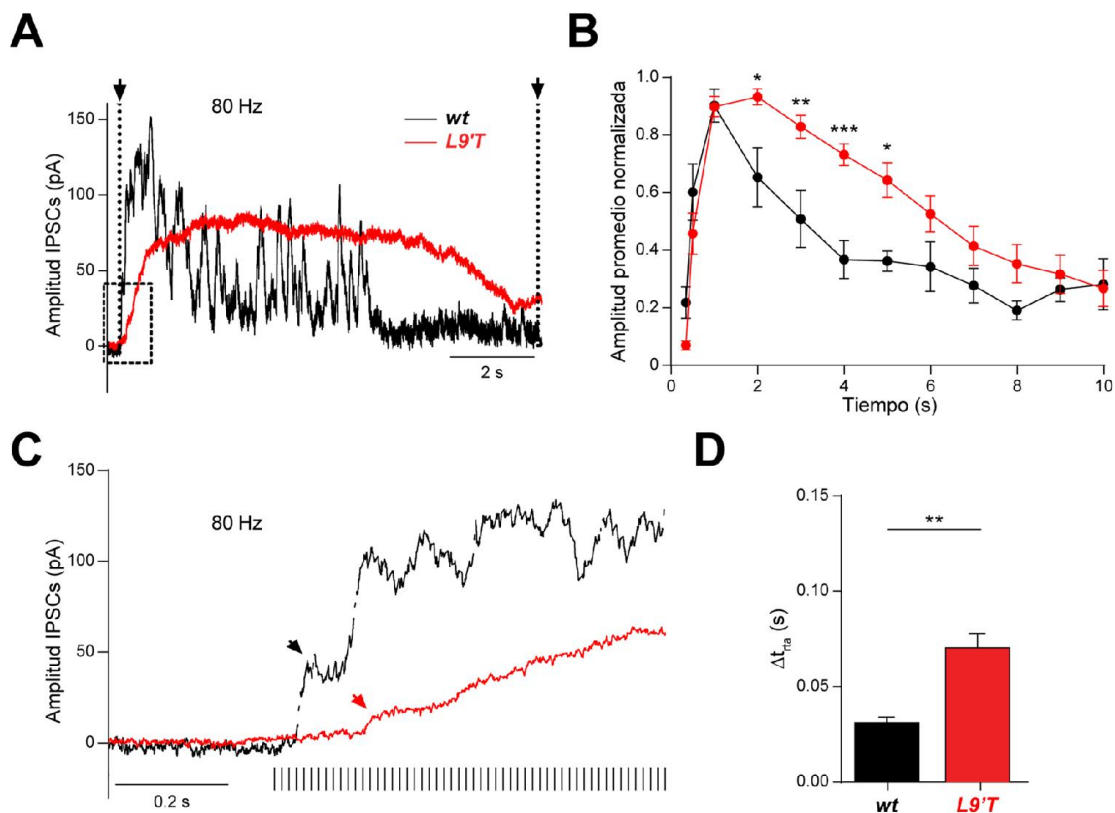 A
80 Hz
wt
L9'T
Amplitud IPSCs (pA)
150
100
50
0
2 s
B
*
**
***
*
Amplitud promedio normalizada
1.0
0.8
0.6
0.4
0.2
0
0
2
4
6
8
10
Tiempo (s)
C
80 Hz
Amplitud IPSCs (pA)
150
100
50
0
0.2 s
D
**
Δt_rta (s)
0.15
0.10
0.05
0.00
wt
L9'T